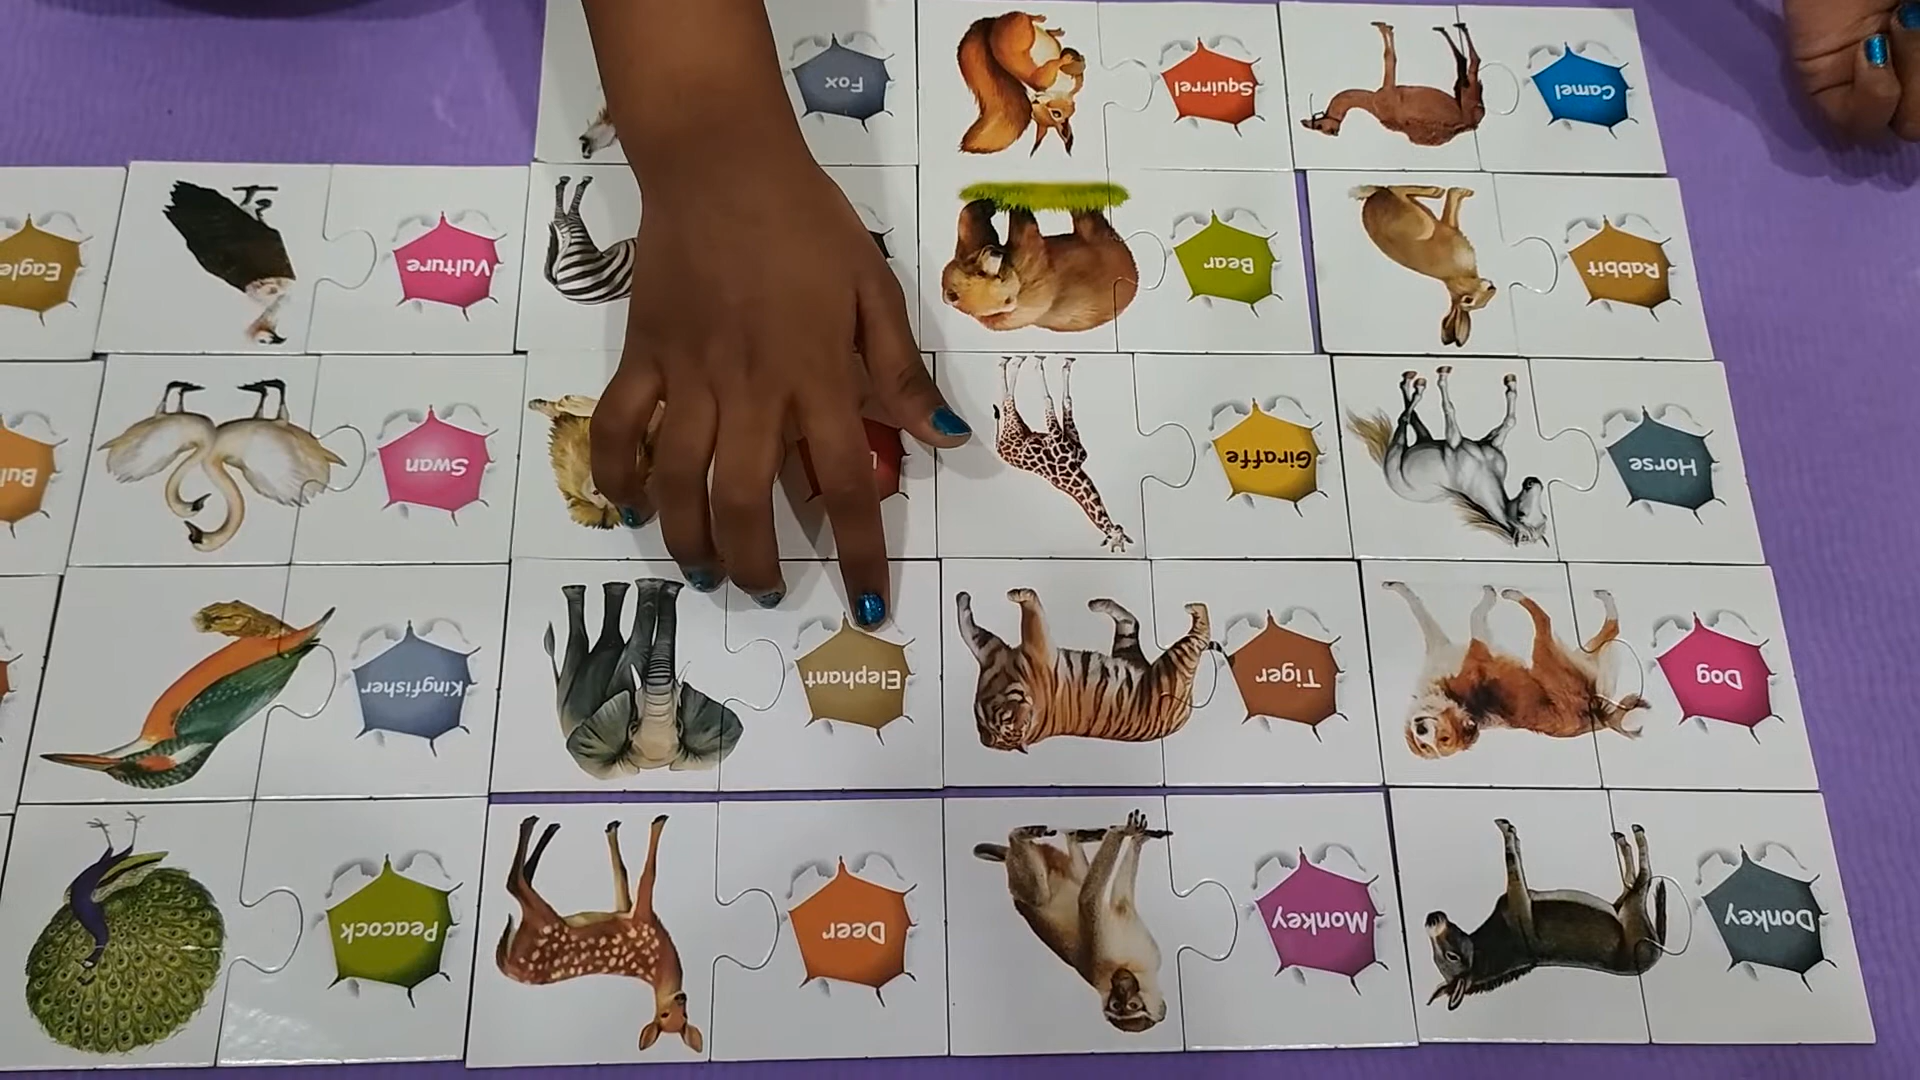 Fox
Squirrel
Camel
Eagle
Vulture
Bear
Rabbit
Swan
Giraffe
Horse
Kingfisher
Elephant
Tiger
Dog
Peacock
Deer
Monkey
Donkey